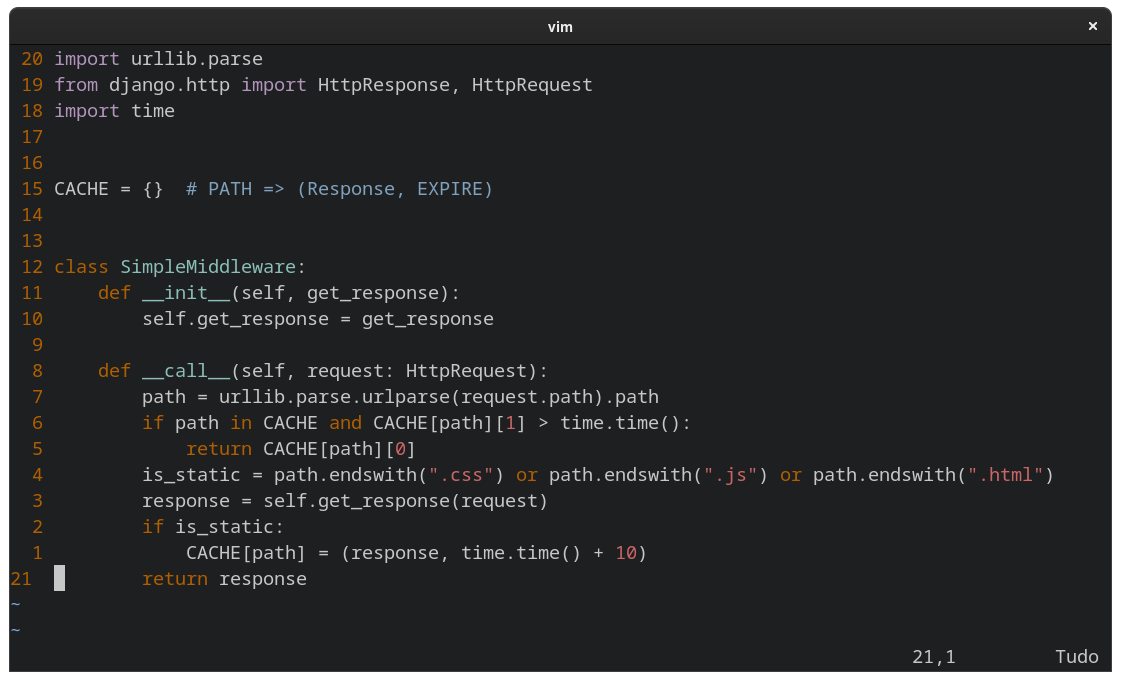 vim ×
20 import urllib.parse
19 from django.http import HttpResponse, HttpRequest
18 import time
17
16
15 CACHE = {}  # PATH => (Response, EXPIRE)
14
13
12 class SimpleMiddleware:
11     def __init__(self, get_response):
10         self.get_response = get_response
 9
 8     def __call__(self, request: HttpRequest):
 7         path = urllib.parse.urlparse(request.path).path
 6         if path in CACHE and CACHE[path][1] > time.time():
 5             return CACHE[path][0]
 4         is_static = path.endswith(".css") or path.endswith(".js") or path.endswith(".html")
 3         response = self.get_response(request)
 2         if is_static:
 1             CACHE[path] = (response, time.time() + 10)
21          return response
~
~
21,1 Tudo